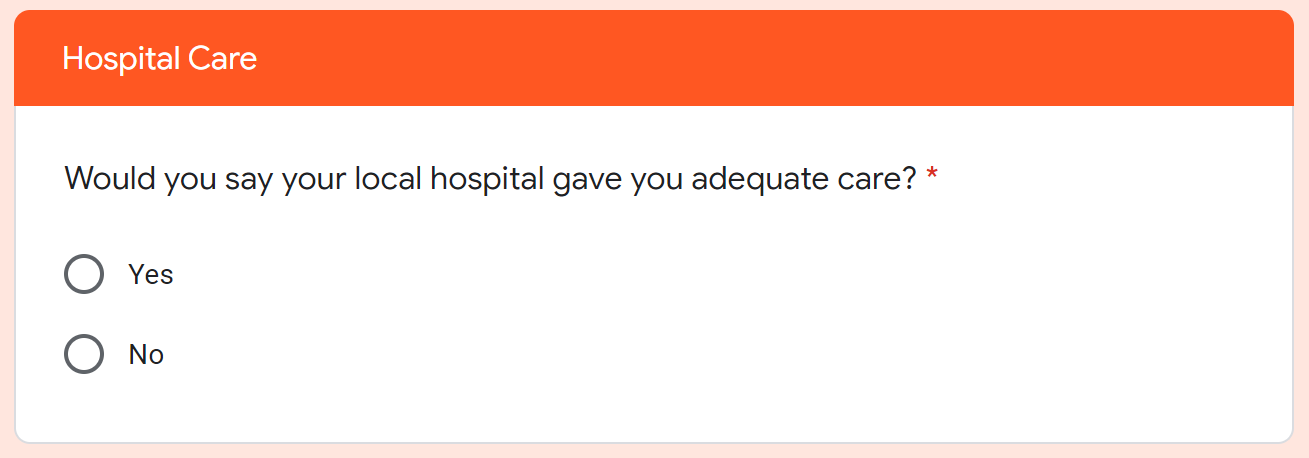 Hospital Care
Would you say your local hospital gave you adequate care? *
Yes
No